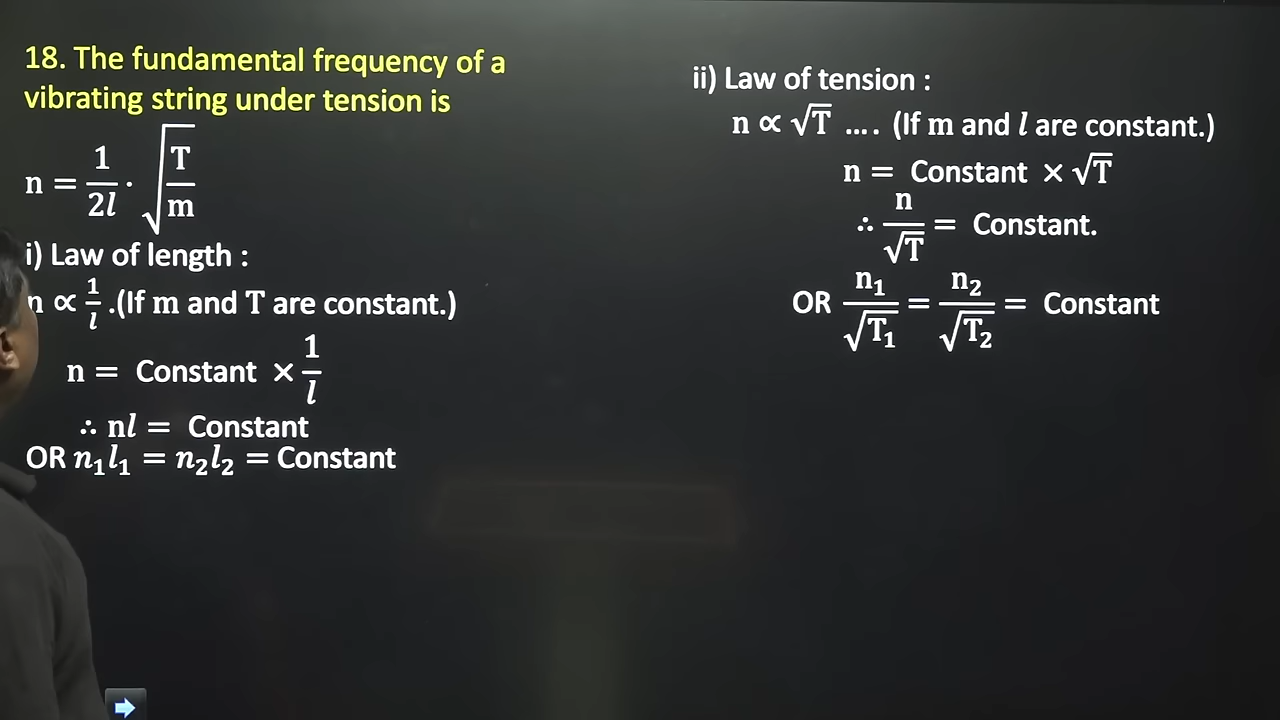 18. The fundamental frequency of a
vibrating string under tension is
n = 1/2l · √(T/m)
i) Law of length :
n ∝ 1/l .(If m and T are constant.)
n = Constant × 1/l
∴ nl = Constant
OR n₁l₁ = n₂l₂ = Constant
ii) Law of tension :
n ∝ √T .... (If m and l are constant.)
n = Constant × √T
∴ n/√T = Constant.
OR n₁/√T₁ = n₂/√T₂ = Constant